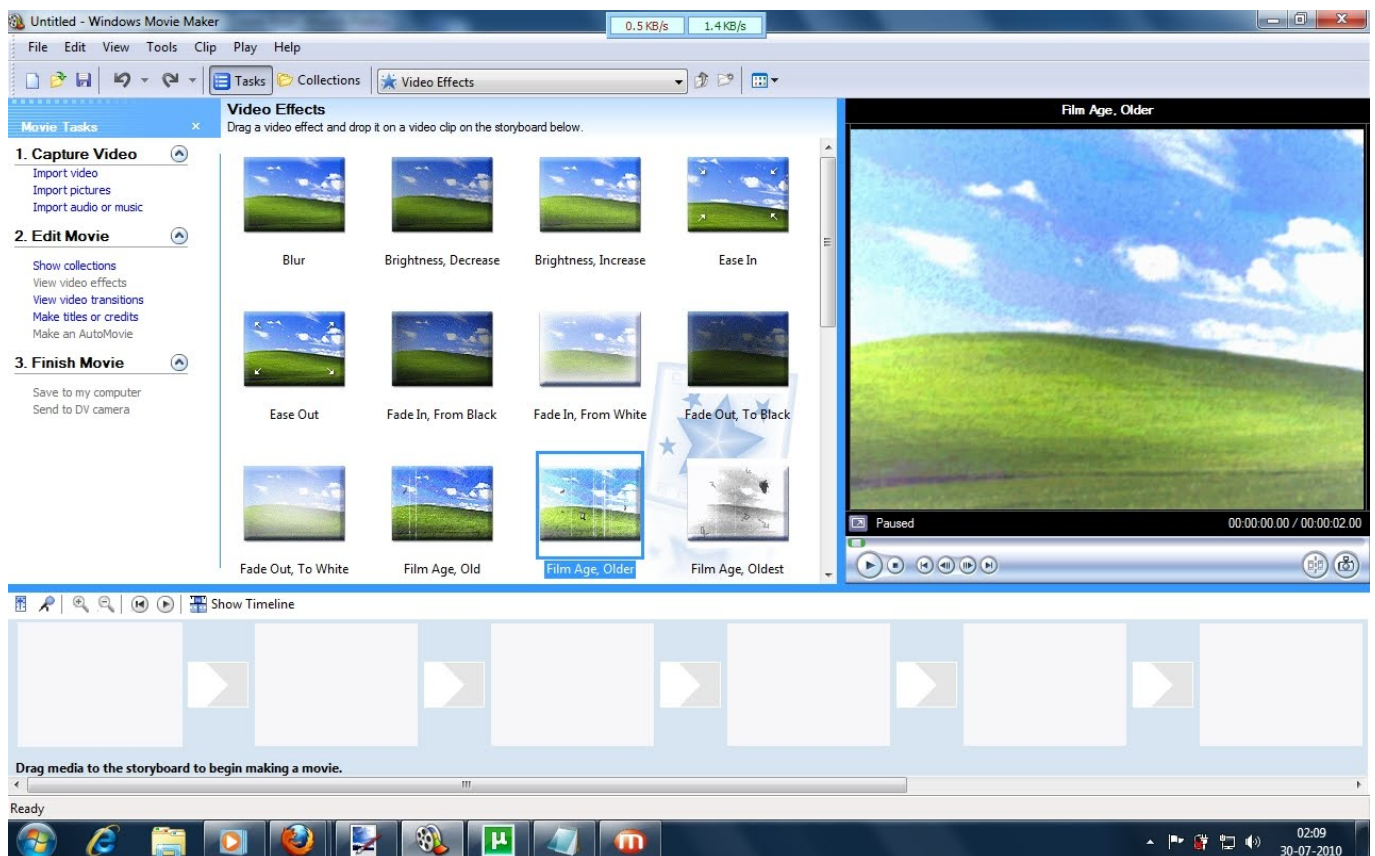 Untitled - Windows Movie Maker
0.5 KB/s 1.4 KB/s
File Edit View Tools Clip Play Help
Tasks Collections Video Effects
Movie Tasks
1. Capture Video
Import video
Import pictures
Import audio or music
2. Edit Movie
Show collections
View video effects
View video transitions
Make titles or credits
Make an AutoMovie
3. Finish Movie
Save to my computer
Send to DV camera
Video Effects
Drag a video effect and drop it on a video clip on the storyboard below.
Blur Brightness, Decrease Brightness, Increase Ease In
Ease Out Fade In, From Black Fade In, From White Fade Out, To Black
Fade Out, To White Film Age, Old Film Age, Older Film Age, Oldest
Film Age, Older
Paused 00:00:00.00 / 00:00:02.00
Show Timeline
Drag media to the storyboard to begin making a movie.
Ready
µ m
02:09
30-07-2010